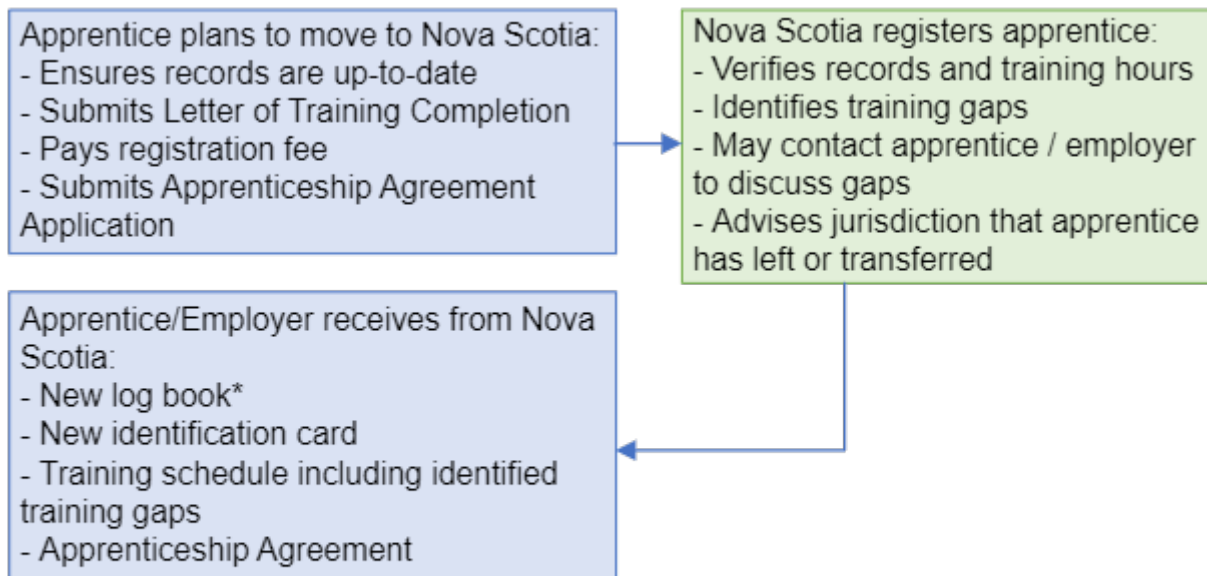 Apprentice plans to move to Nova Scotia:
- Ensures records are up-to-date
- Submits Letter of Training Completion
- Pays registration fee
- Submits Apprenticeship Agreement
Application
Nova Scotia registers apprentice:
- Verifies records and training hours
- Identifies training gaps
- May contact apprentice / employer
to discuss gaps
- Advises jurisdiction that apprentice
has left or transferred
Apprentice/Employer receives from Nova
Scotia:
- New log book*
- New identification card
- Training schedule including identified
training gaps
- Apprenticeship Agreement